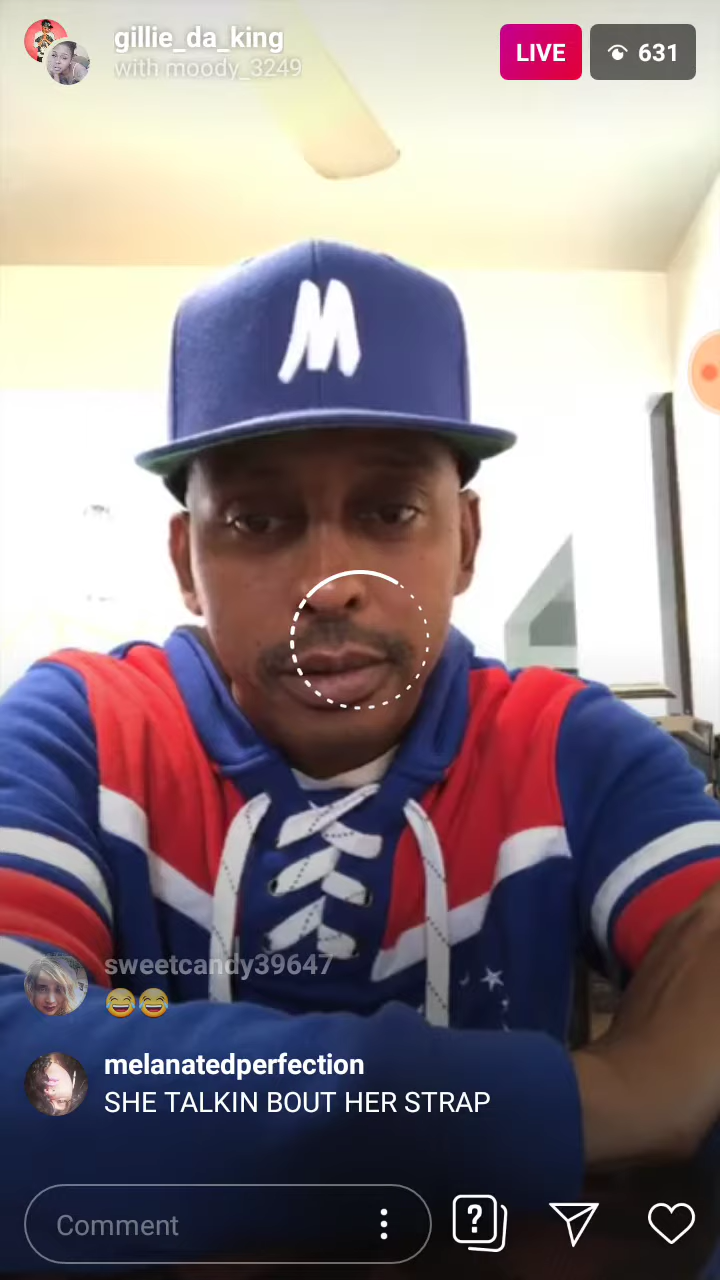 gillie_da_king
with moody_3249
LIVE
631
M
sweetcandy39647
😂😂
melanatedperfection
SHE TALKIN BOUT HER STRAP
Comment
?